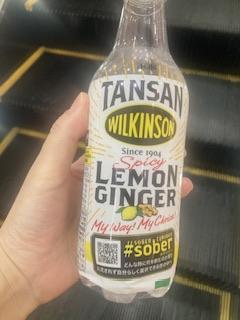 TANSAN
WILKINSON
Since 1904
Spicy
LEMON
GINGER
My Way! My Choice!
#sober